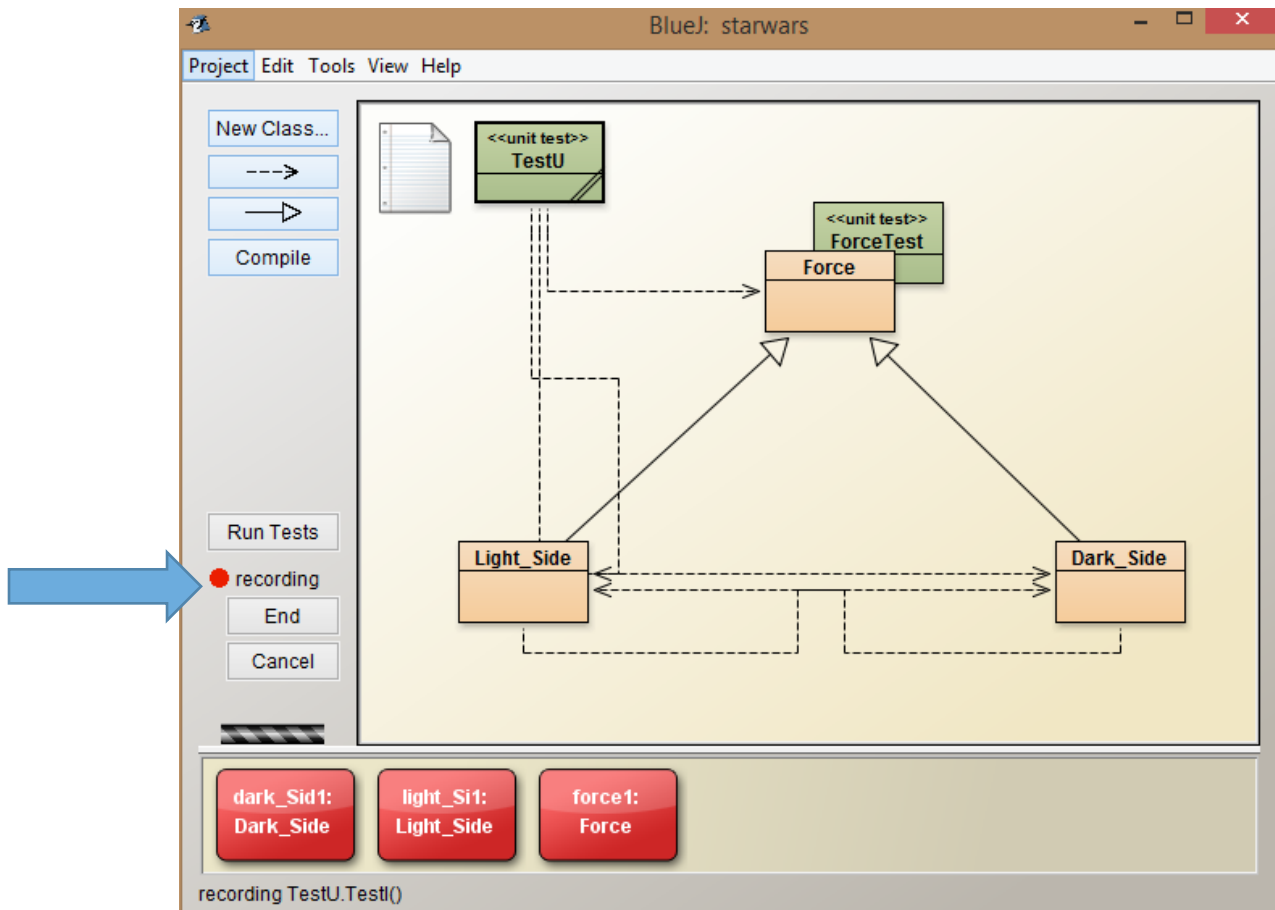 BlueJ: starwars
Project Edit Tools View Help
New Class...
Compile
<<unit test>>
TestU
<<unit test>>
ForceTest
Force
Light_Side
Dark_Side
Run Tests
recording
End
Cancel
dark_Sid1:
Dark_Side
light_Si1:
Light_Side
force1:
Force
recording TestU.TestI()